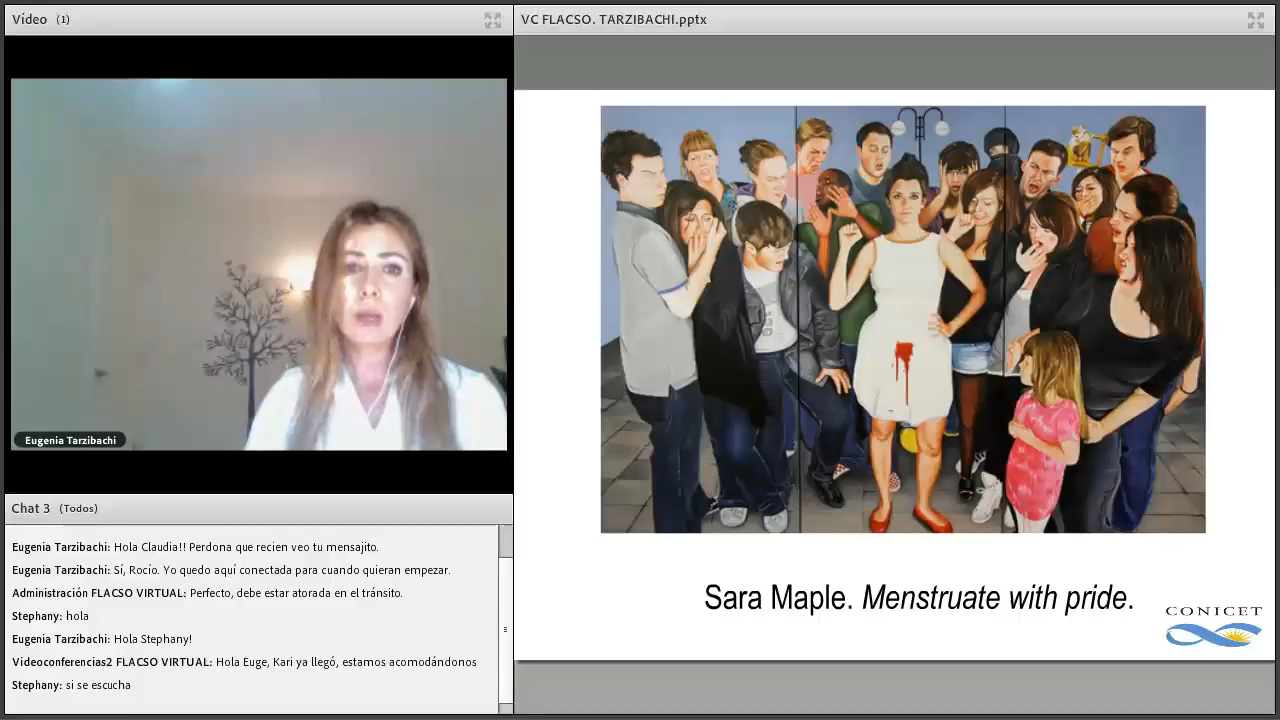 Vídeo (1)
Eugenia Tarzibachi
Chat 3 (Todos)
Eugenia Tarzibachi: Hola Claudia!! Perdona que recien veo tu mensajito.
Eugenia Tarzibachi: Sí, Rocío. Yo quedo aquí conectada para cuando quieran empezar.
Administración FLACSO VIRTUAL: Perfecto, debe estar atorada en el tránsito.
Stephany: hola
Eugenia Tarzibachi: Hola Stephany!
Videoconferencias2 FLACSO VIRTUAL: Hola Euge, Kari ya llegó, estamos acomodándonos
Stephany: si se escucha
VC FLACSO. TARZIBACHI.pptx
Sara Maple. Menstruate with pride.
CONICET